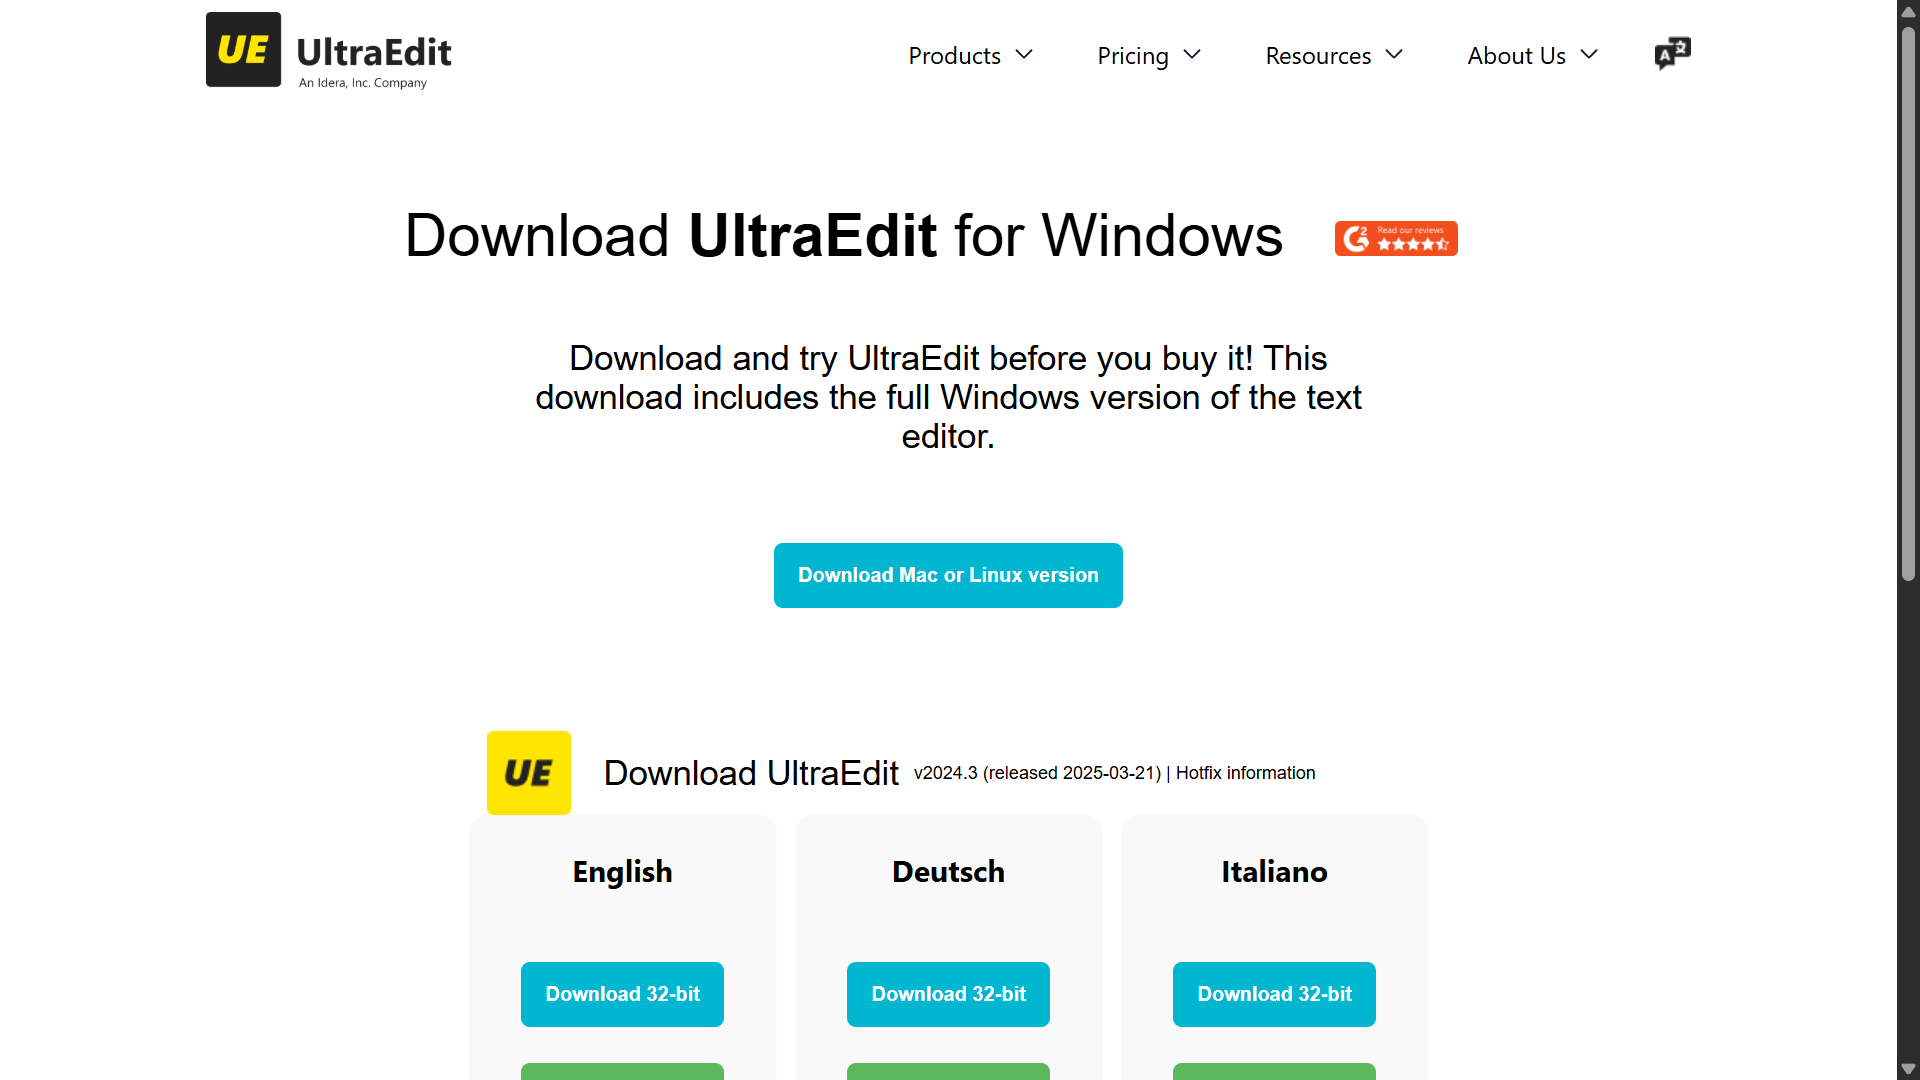 UE
UltraEdit
An Idera, Inc. Company
Products
Pricing
Resources
About Us
A
Download UltraEdit for Windows
G2
Read our reviews
Download and try UltraEdit before you buy it! This
download includes the full Windows version of the text
editor.
Download Mac or Linux version
UE
Download UltraEdit v2024.3 (released 2025-03-21) | Hotfix information
English
Deutsch
Italiano
Download 32-bit
Download 32-bit
Download 32-bit